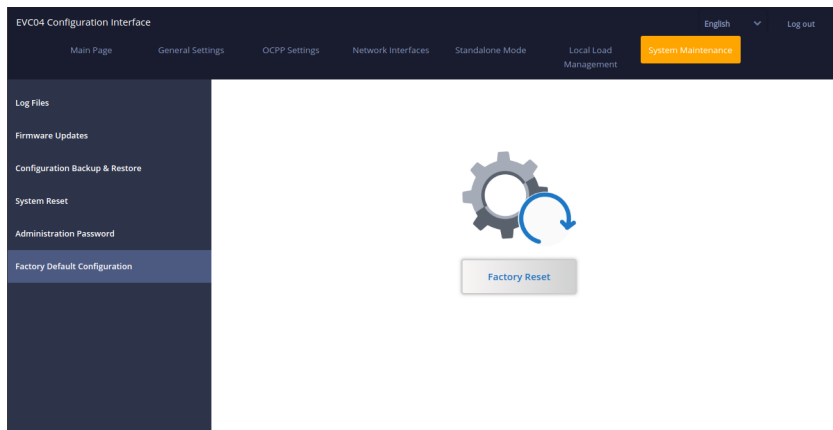 EVC04 Configuration Interface
English
Log out
Main Page
General Settings
OCPP Settings
Network Interfaces
Standalone Mode
Local Load
Management
System Maintenance
Log Files
Firmware Updates
Configuration Backup & Restore
System Reset
Administration Password
Factory Default Configuration
Factory Reset